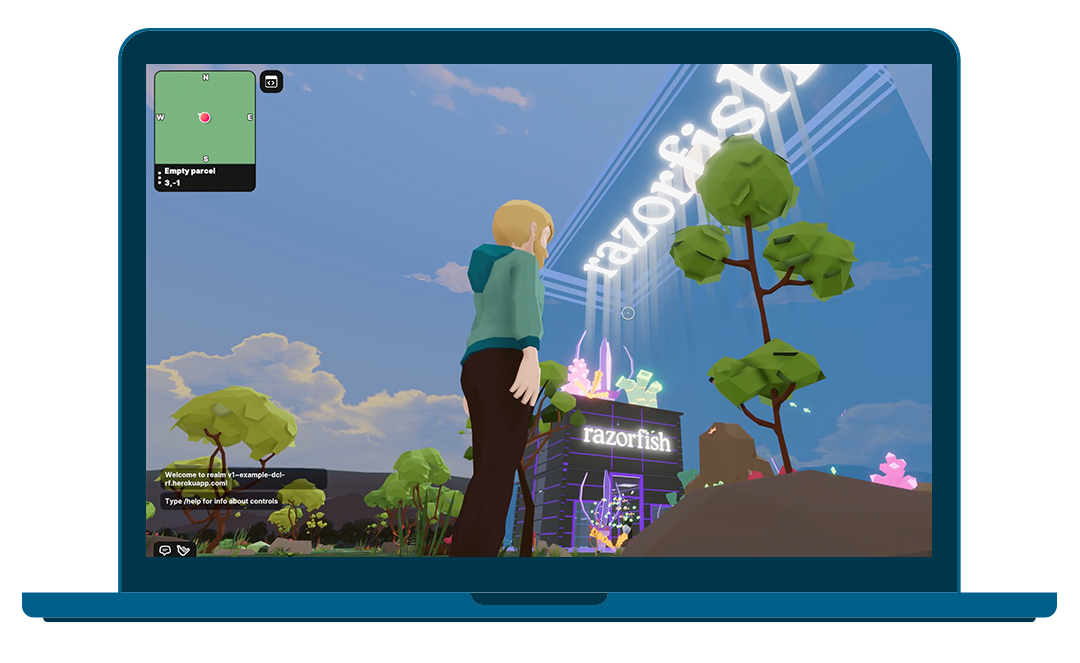 N
W
E
S
Empty parcel
3,-1
razorfish
razorfish
Welcome to realm v1~example-dcl-
rf.herokuapp.com!
Type /help for info about controls